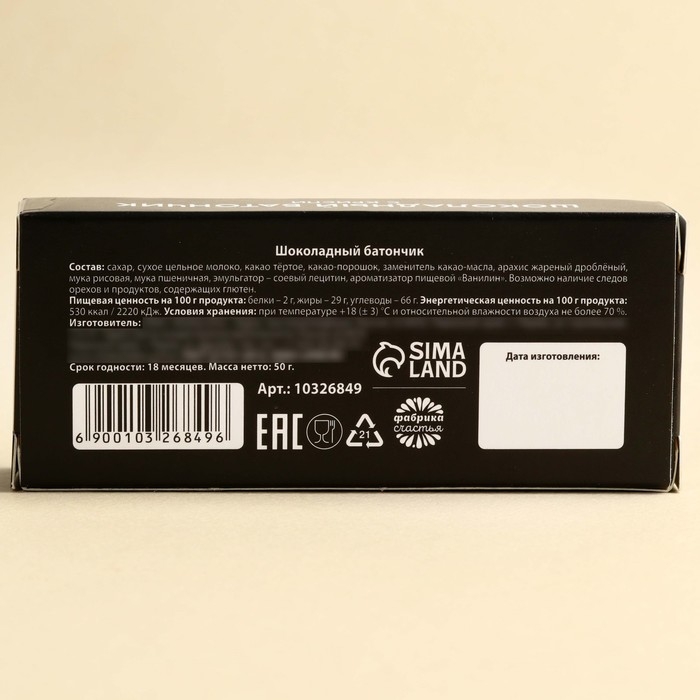 ШОКОЛАДНЫЙ БАТОНЧИК
Шоколадный батончик
Состав: сахар, сухое цельное молоко, какао тёртое, какао-порошок, заменитель какао-масла, арахис жареный дроблёный,
мука рисовая, мука пшеничная, эмульгатор – соевый лецитин, ароматизатор пищевой «Ванилин». Возможно наличие следов
орехов и продуктов, содержащих глютен.
Пищевая ценность на 100 г продукта: белки – 2 г, жиры – 29 г, углеводы – 66 г. Энергетическая ценность на 100 г продукта:
530 ккал / 2220 кДж. Условия хранения: при температуре +18 (± 3) °C и относительной влажности воздуха не более 70 %.
Изготовитель:
Срок годности: 18 месяцев. Масса нетто: 50 г.
SIMA
LAND
Дата изготовления:
Арт.: 10326849
6 900103 268496
EAC
21
фабрика
счастья